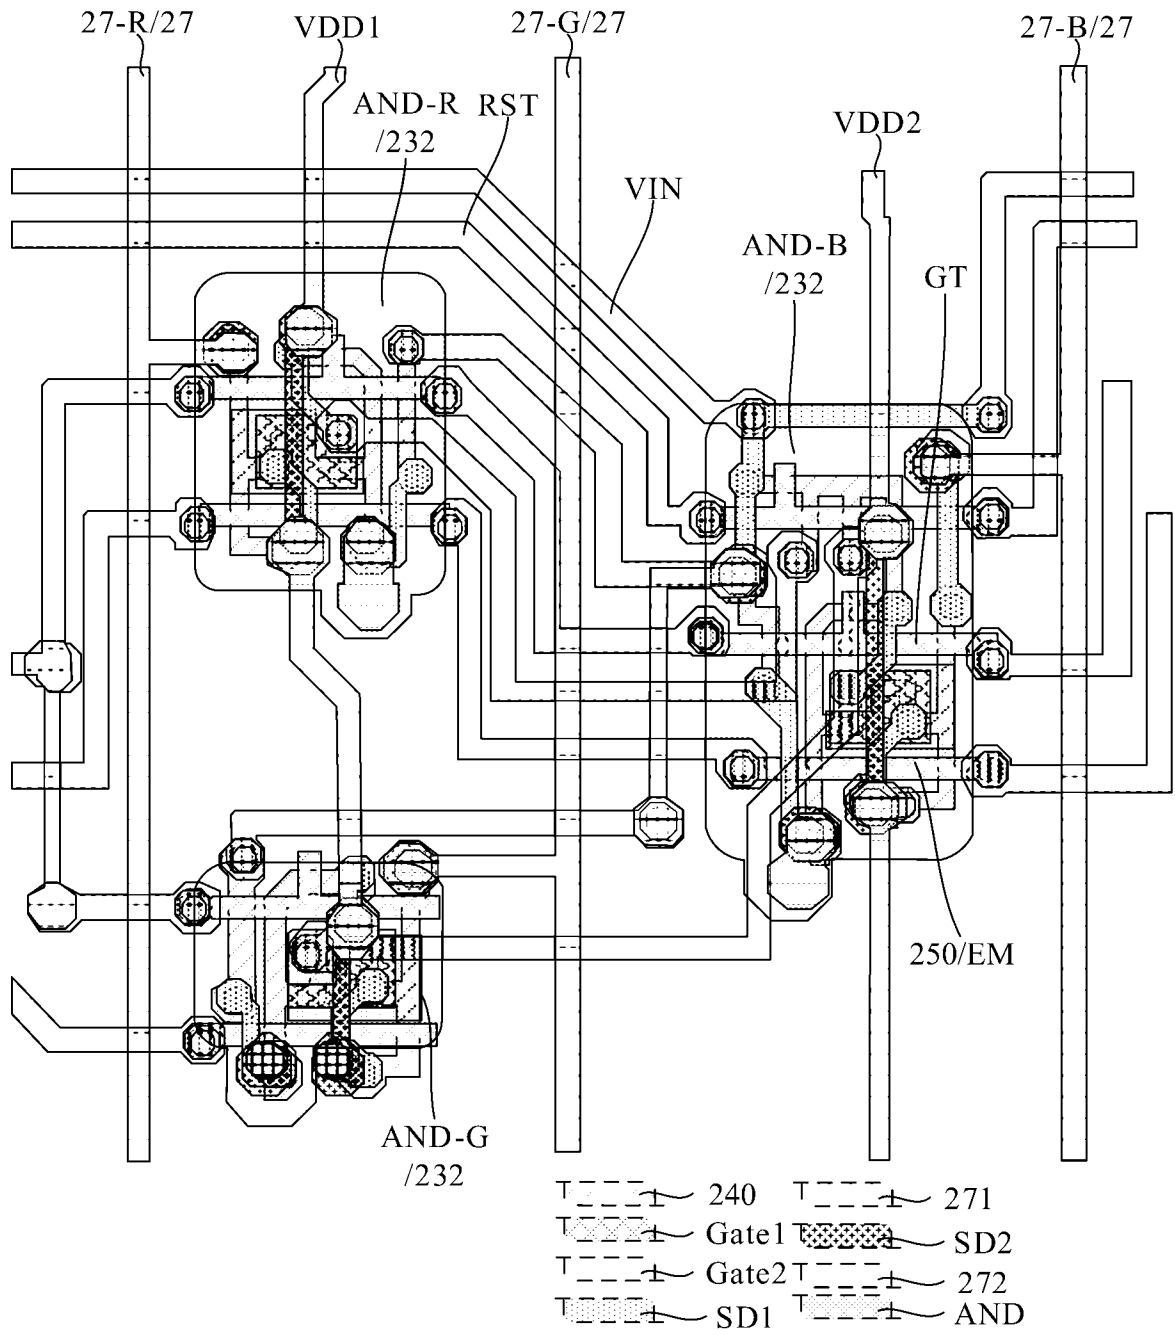 27-R/27
VDD1
27-G/27
27-B/27
AND-R
/232
RST
VDD2
VIN
AND-B
/232
GT
250/EM
AND-G
/232
240
271
Gate1
SD2
Gate2
272
SD1
AND